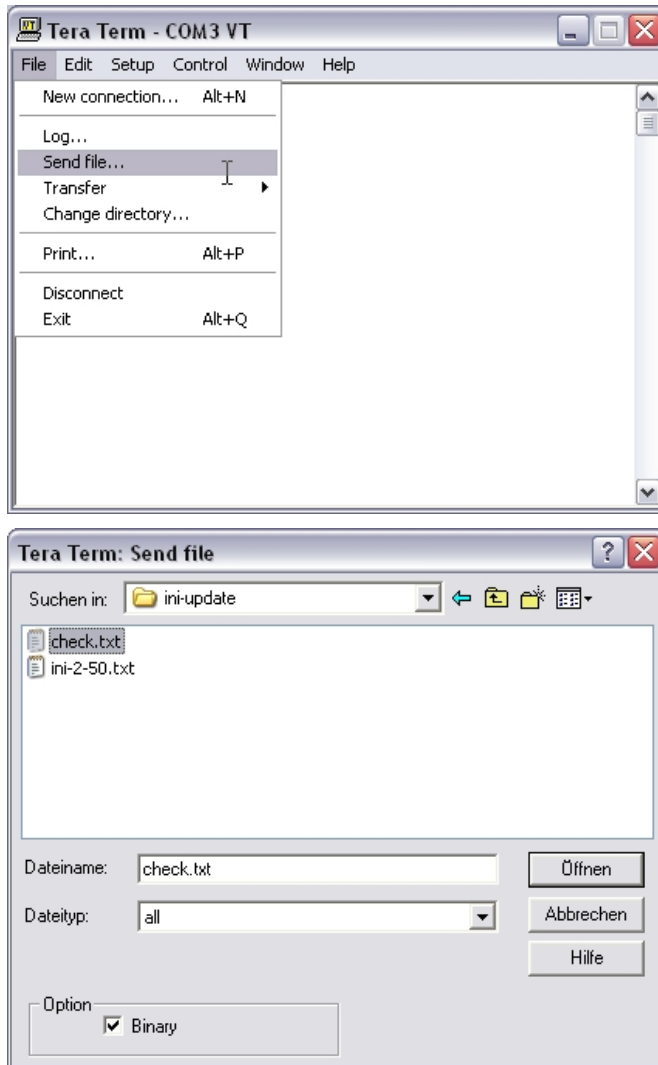 Tera Term - COM3 VT
File Edit Setup Control Window Help
New connection... Alt+N
Log...
Send file...
Transfer
Change directory...
Print... Alt+P
Disconnect
Exit Alt+Q
Tera Term: Send file
Suchen in: ini-update
check.txt
ini-2-50.txt
Dateiname: check.txt Öffnen
Dateityp: all Abbrechen
Hilfe
Option
Binary